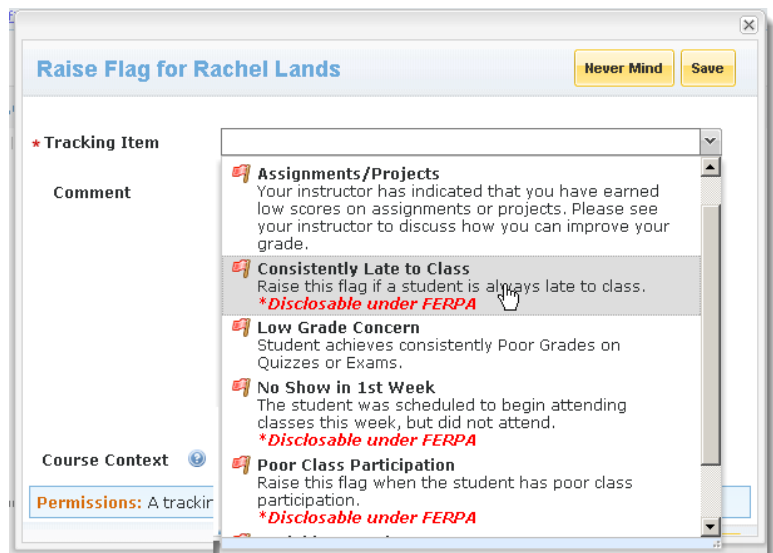 Raise Flag for Rachel Lands
Never Mind
Save
* Tracking Item
Comment
Assignments/Projects
Your instructor has indicated that you have earned
low scores on assignments or projects. Please see
your instructor to discuss how you can improve your
grade.
Consistently Late to Class
Raise this flag if a student is always late to class.
*Disclosable under FERPA
Low Grade Concern
Student achieves consistently Poor Grades on
Quizzes or Exams.
No Show in 1st Week
The student was scheduled to begin attending
classes this week, but did not attend.
*Disclosable under FERPA
Poor Class Participation
Raise this flag when the student has poor class
participation.
*Disclosable under FERPA
Course Context
Permissions: A trackin